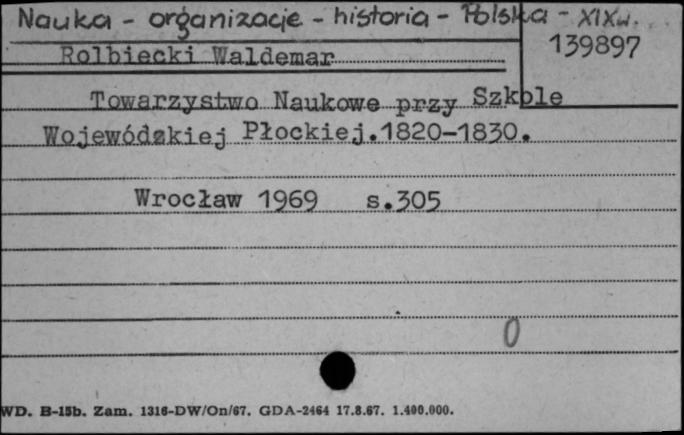 Nauka - organizacje - historia - Polska - XIX w.
139897
Rolbiecki Waldemar
Towarzystwo Naukowe przy Szkole
Wojewódzkiej Płockiej.1820-1830.
Wrocław 1969 s.305
0
WD. B-15b. Zam. 1316-DW/On/67. GDA-2464 17.8.67. 1.400.000.